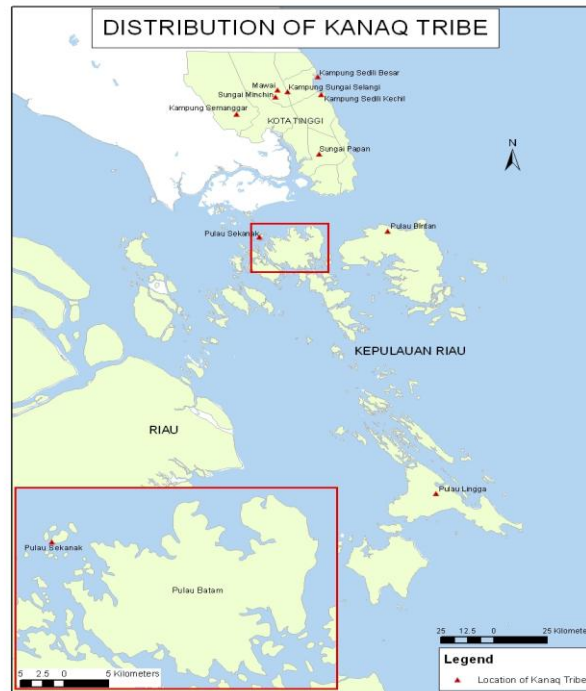 DISTRIBUTION OF KANAQ TRIBE
Kampung Sedili Besar
Mawai
Kampung Sungai Selangi
Sungai Minchin
Kampung Sedili Kechil
Kampung Semanggar
KOTA TINGGI
N
Sungai Papan
Pulau Sekanak
Pulau Bintan
KEPULAUAN RIAU
RIAU
Pulau Lingga
Pulau Sekanak
Pulau Batam
25 12.5 0 25 Kilometers
5 2.5 0 5 Kilometers
Legend
Location of Kanaq Tribe